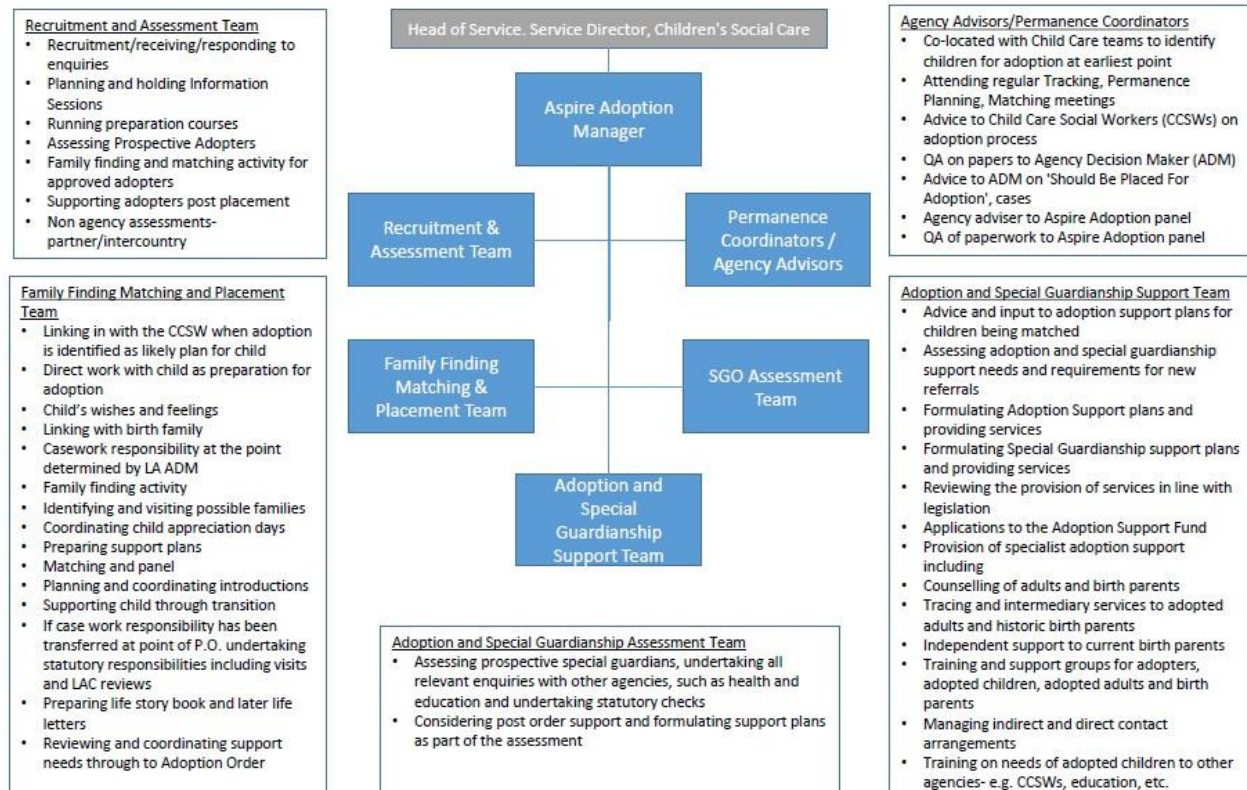 Recruitment and Assessment Team
• Recruitment/receiving/responding to
enquiries
• Planning and holding Information
Sessions
• Running preparation courses
• Assessing Prospective Adopters
• Family finding and matching activity for
approved adopters
• Supporting adopters post placement
• Non agency assessments-
partner/intercountry
Family Finding Matching and Placement
Team
• Linking in with the CCSW when adoption
is identified as likely plan for child
• Direct work with child as preparation for
adoption
• Child's wishes and feelings
• Linking with birth family
• Casework responsibility at the point
determined by LA ADM
• Family finding activity
• Identifying and visiting possible families
• Coordinating child appreciation days
• Preparing support plans
• Matching and panel
• Planning and coordinating introductions
• Supporting child through transition
• If case work responsibility has been
transferred at point of P.O. undertaking
statutory responsibilities including visits
and LAC reviews
• Preparing life story book and later life
letters
• Reviewing and coordinating support
needs through to Adoption Order
Head of Service. Service Director, Children's Social Care
Aspire Adoption
Manager
Recruitment &
Assessment Team
Permanence
Coordinators /
Agency Advisors
Family Finding
Matching &
Placement Team
SGO Assessment
Team
Adoption and
Special
Guardianship
Support Team
Adoption and Special Guardianship Assessment Team
• Assessing prospective special guardians, undertaking all
relevant enquiries with other agencies, such as health and
education and undertaking statutory checks
• Considering post order support and formulating support plans
as part of the assessment
Agency Advisors/Permanence Coordinators
• Co-located with Child Care teams to identify
children for adoption at earliest point
• Attending regular Tracking, Permanence
Planning, Matching meetings
• Advice to Child Care Social Workers (CCSWs) on
adoption process
• QA on papers to Agency Decision Maker (ADM)
• Advice to ADM on 'Should Be Placed For
Adoption', cases
• Agency adviser to Aspire Adoption panel
• QA of paperwork to Aspire Adoption panel
Adoption and Special Guardianship Support Team
• Advice and input to adoption support plans for
children being matched
• Assessing adoption and special guardianship
support needs and requirements for new
referrals
• Formulating Adoption Support plans and
providing services
• Formulating Special Guardianship support plans
and providing services
• Reviewing the provision of services in line with
legislation
• Applications to the Adoption Support Fund
• Provision of specialist adoption support
including
• Counselling of adults and birth parents
• Tracing and intermediary services to adopted
adults and historic birth parents
• Independent support to current birth parents
• Training and support groups for adopters,
adopted children, adopted adults and birth
parents
• Managing indirect and direct contact
arrangements
• Training on needs of adopted children to other
agencies- e.g. CCSWs, education, etc.